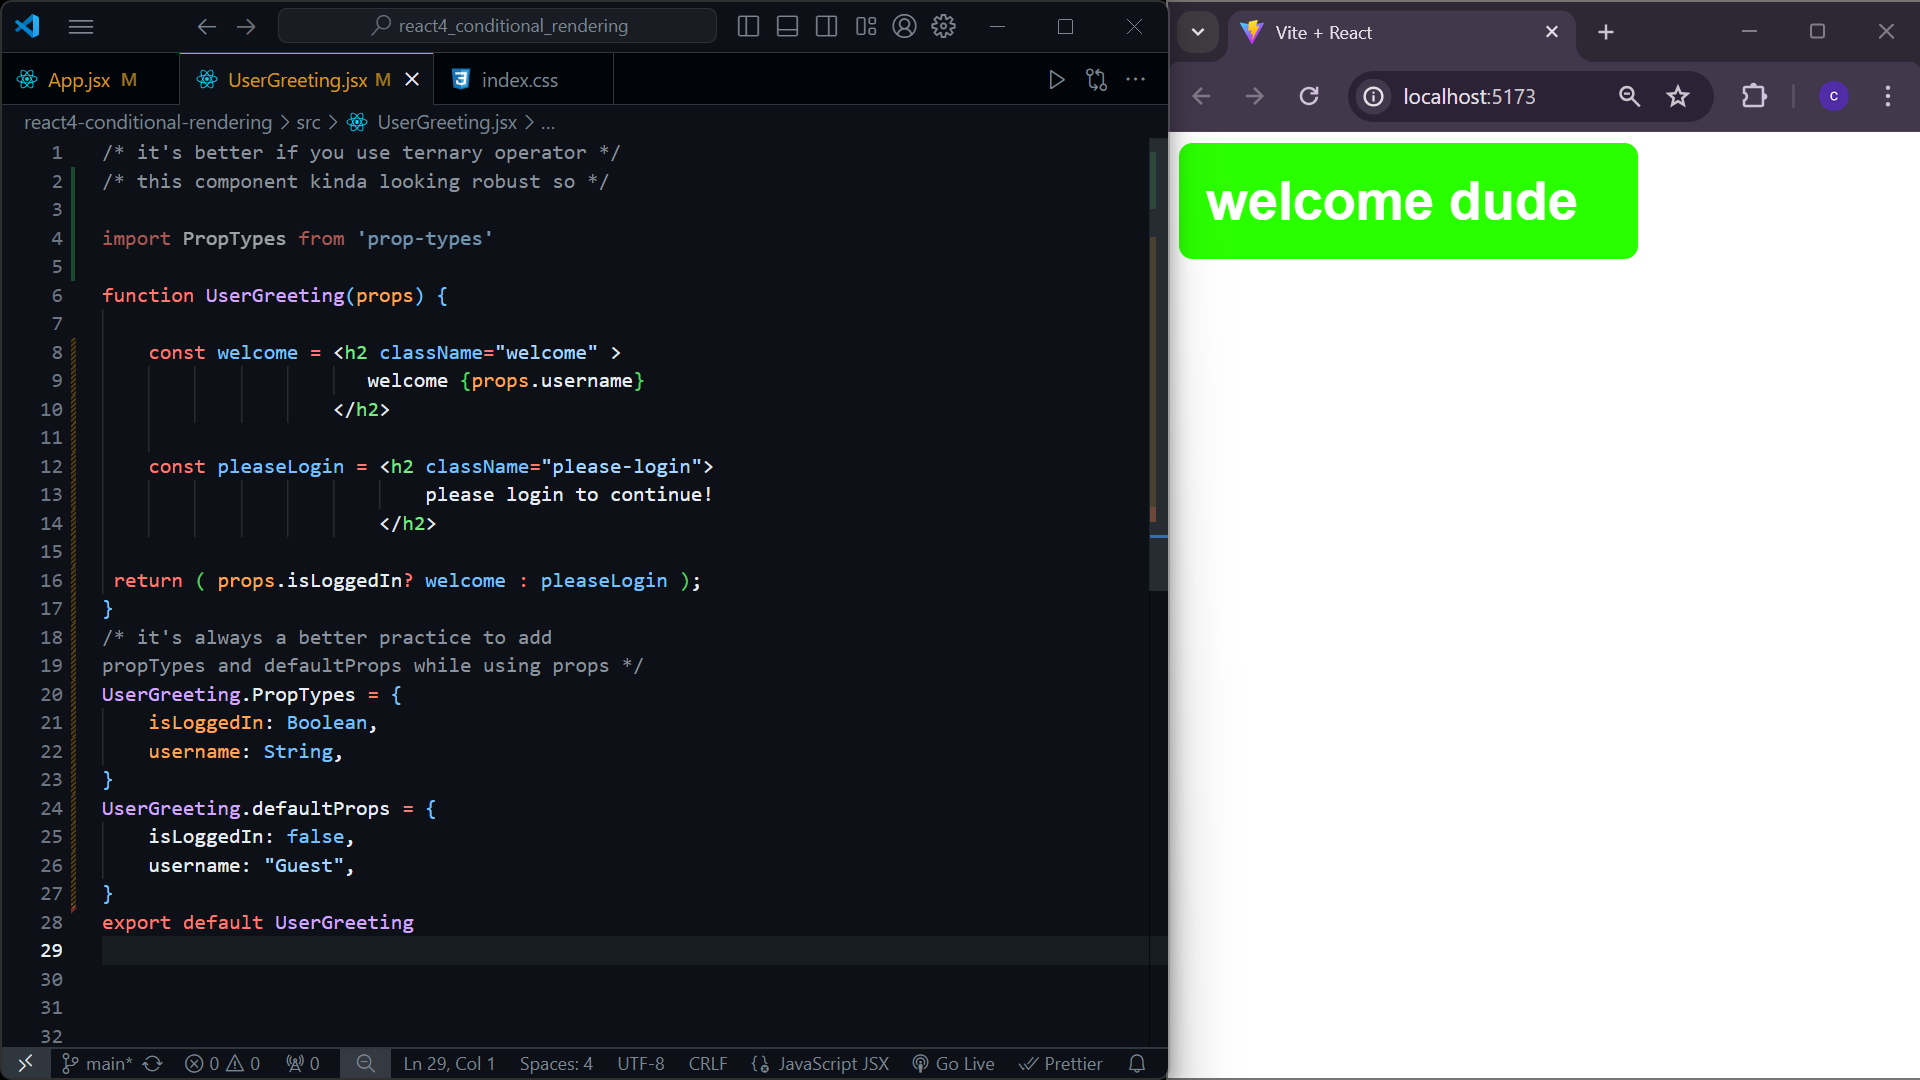 react4_conditional_rendering
App.jsx M
UserGreeting.jsx M
index.css
react4-conditional-rendering > src > UserGreeting.jsx > ...
1 /* it's better if you use ternary operator */
2 /* this component kinda looking robust so */
3
4 import PropTypes from 'prop-types'
5
6 function UserGreeting(props) {
7
8 const welcome = <h2 className="welcome" >
9 welcome {props.username}
10 </h2>
11
12 const pleaseLogin = <h2 className="please-login">
13 please login to continue!
14 </h2>
15
16 return ( props.isLoggedIn? welcome : pleaseLogin );
17 }
18 /* it's always a better practice to add
19 propTypes and defaultProps while using props */
20 UserGreeting.PropTypes = {
21 isLoggedIn: Boolean,
22 username: String,
23 }
24 UserGreeting.defaultProps = {
25 isLoggedIn: false,
26 username: "Guest",
27 }
28 export default UserGreeting
29
30
31
32
main* 0 0 0 Ln 29, Col 1 Spaces: 4 UTF-8 CRLF JavaScript JSX Go Live Prettier
Vite + React
localhost:5173
C
welcome dude